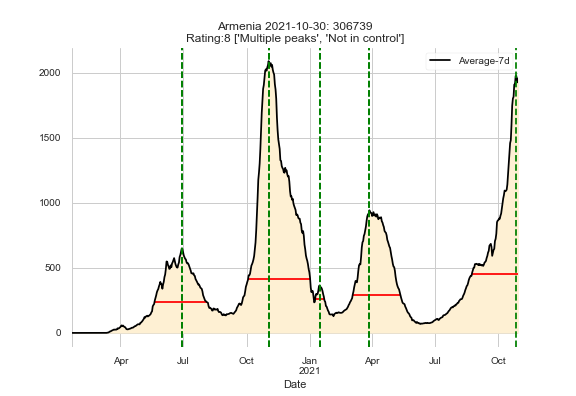 Armenia 2021-10-30: 306739
Rating:8 ['Multiple peaks', 'Not in control']
Average-7d
2000
1500
1000
500
0
Apr
Jul
Oct
Jan
2021
Apr
Jul
Oct
Date